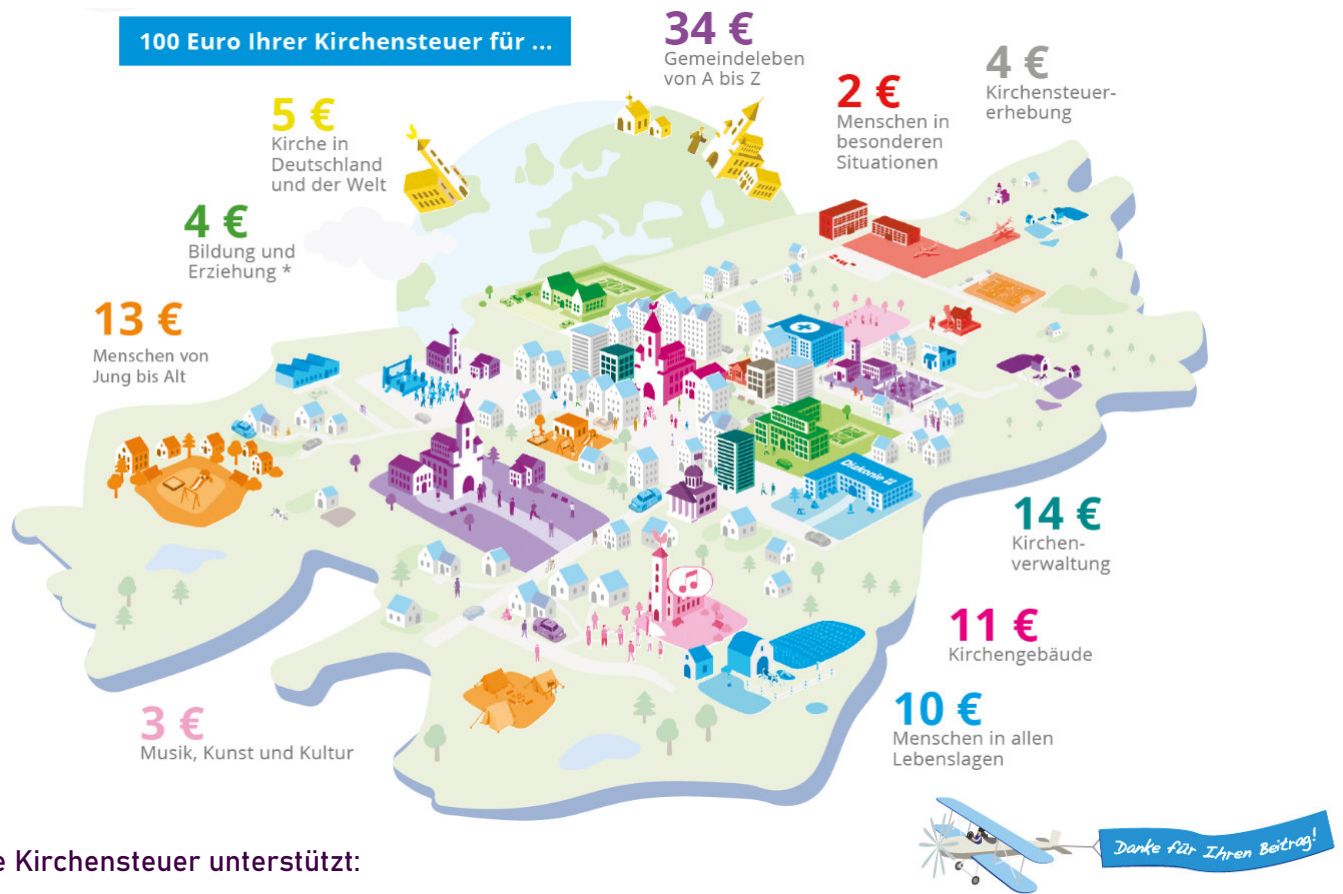 100 Euro Ihrer Kirchensteuer für ...
34 €
Gemeindeleben
von A bis Z
4 €
Kirchensteuer-
erhebung
2 €
Menschen in
besonderen
Situationen
5 €
Kirche in
Deutschland
und der Welt
4 €
Bildung und
Erziehung *
13 €
Menschen von
Jung bis Alt
Diakonie
14 €
Kirchen-
verwaltung
11 €
Kirchengebäude
10 €
Menschen in allen
Lebenslagen
3 €
Musik, Kunst und Kultur
Danke für Ihren Beitrag!
e Kirchensteuer unterstützt: